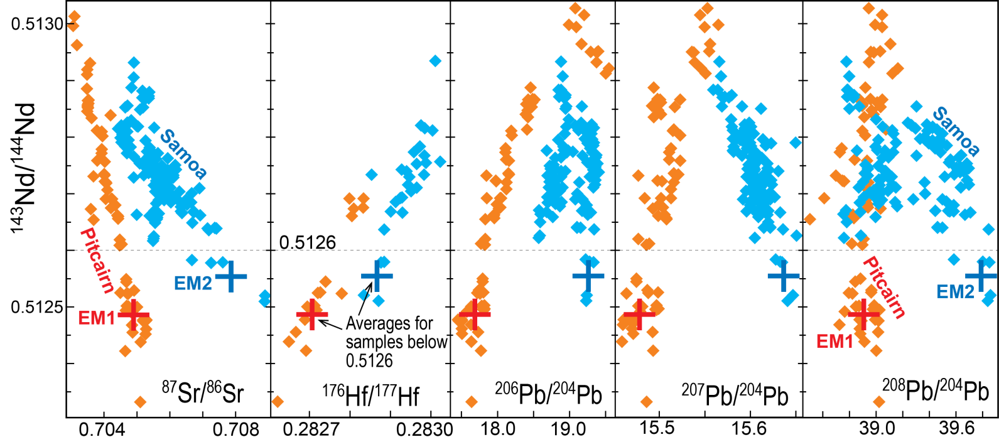 0.5130
0.5125
¹⁴³Nd/¹⁴⁴Nd
Samoa
Pitcairn
EM2
EM1
⁸⁷Sr/⁸⁶Sr
0.704
0.708
0.5126
Averages for
samples below
0.5126
¹⁷⁶Hf/¹⁷⁷Hf
0.2827
0.2830
²⁰⁶Pb/²⁰⁴Pb
18.0
19.0
²⁰⁷Pb/²⁰⁴Pb
15.5
15.6
Samoa
Pitcairn
EM2
EM1
²⁰⁸Pb/²⁰⁴Pb
39.0
39.6